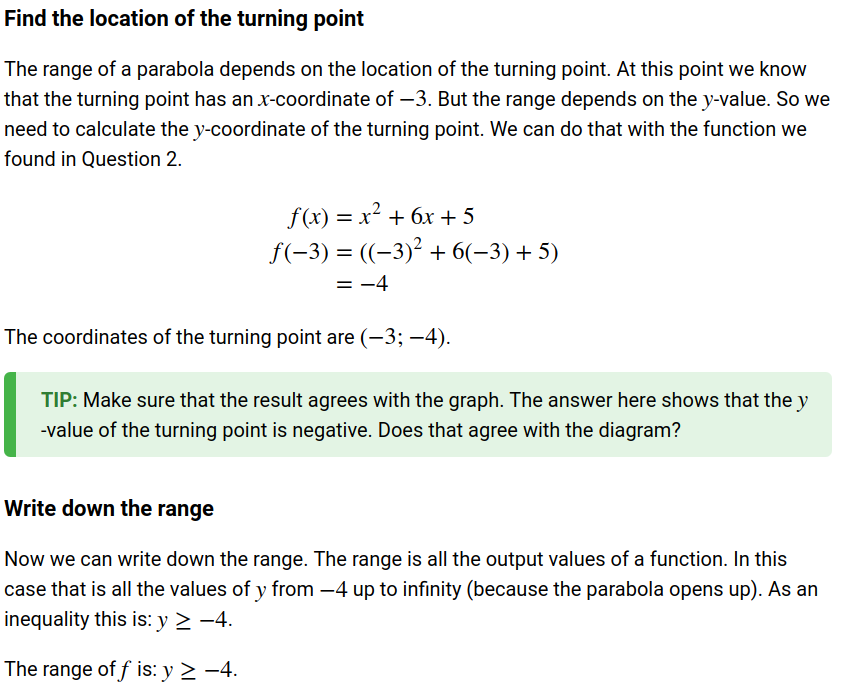 Find the location of the turning point
The range of a parabola depends on the location of the turning point. At this point we know
that the turning point has an x-coordinate of −3. But the range depends on the y-value. So we
need to calculate the y-coordinate of the turning point. We can do that with the function we
found in Question 2.
f(x) = x² + 6x + 5
f(−3) = ((−3)² + 6(−3) + 5)
= −4
The coordinates of the turning point are (−3; −4).
TIP: Make sure that the result agrees with the graph. The answer here shows that the y
-value of the turning point is negative. Does that agree with the diagram?
Write down the range
Now we can write down the range. The range is all the output values of a function. In this
case that is all the values of y from −4 up to infinity (because the parabola opens up). As an
inequality this is: y ≥ −4.
The range of f is: y ≥ −4.